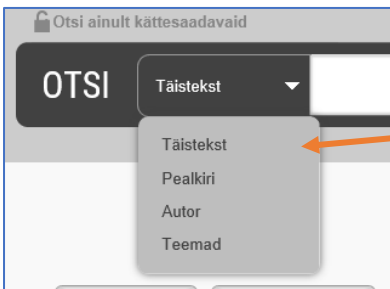 Otsi ainult kättesaadavaid
OTSI Täistekst
Täistekst
Pealkiri
Autor
Teemad